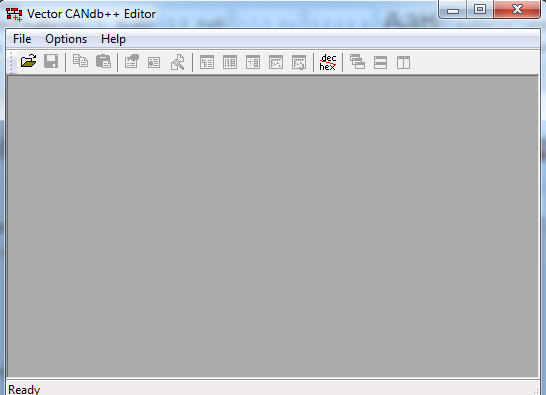 Vector CANdb++ Editor
File Options Help
dec
hex
Ready